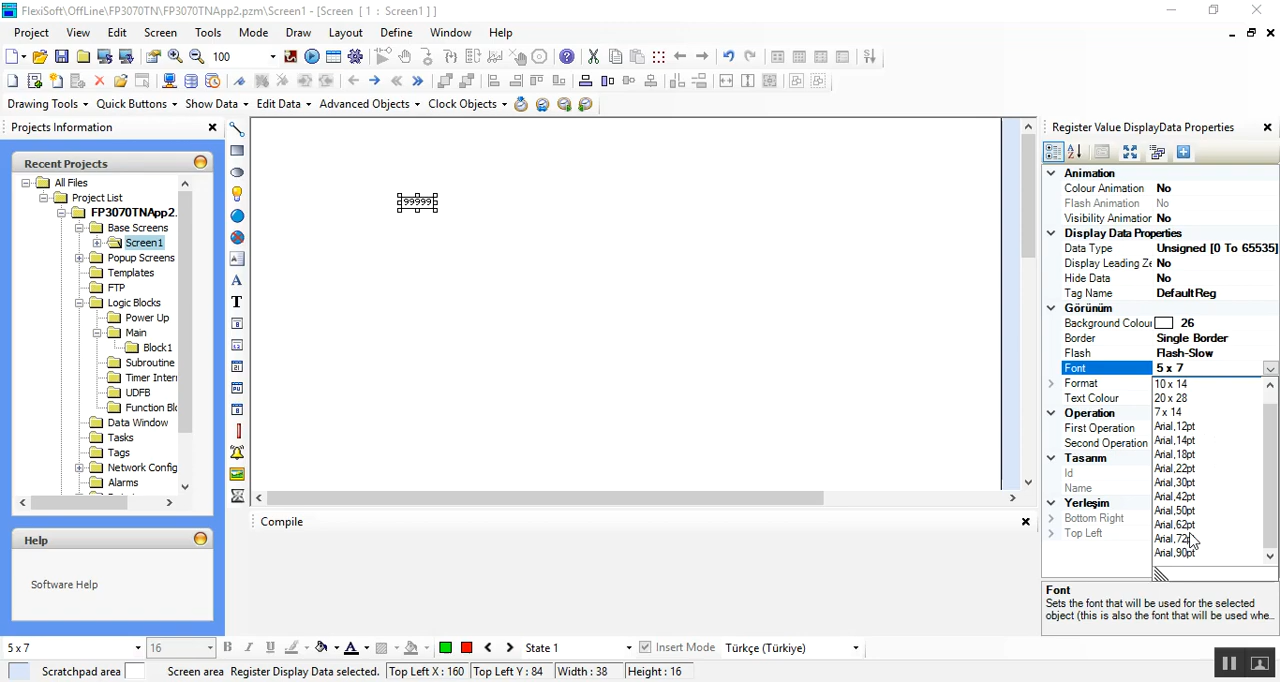 FlexiSoft\OffLine\FP3070TN\FP3070TNApp2.pzm\Screen1 - [Screen [ 1 : Screen1 ] ]
Project View Edit Screen Tools Mode Draw Layout Define Window Help
100
Drawing Tools Quick Buttons Show Data Edit Data Advanced Objects Clock Objects
Projects Information
Recent Projects
All Files
Project List
FP3070TNApp2.
Base Screens
Screen1
Popup Screens
Templates
FTP
Logic Blocks
Power Up
Main
Block1
Subroutine
Timer Inter
UDFB
Function Blo
Data Window
Tasks
Tags
Network Config
Alarms
Help
Software Help
99999
Compile
Register Value DisplayData Properties
Animation
Colour Animation No
Flash Animation No
Visibility Animation No
Display Data Properties
Data Type Unsigned [0 To 65535]
Display Leading Ze No
Hide Data No
Tag Name DefaultReg
Görünüm
Background Colou 26
Border Single Border
Flash Flash-Slow
Font 5 x 7
Format
Text Colour
Operation
First Operation
Second Operation
Tasarım
Id
Name
Yerleşim
Bottom Right
Top Left
10 x 14
20 x 28
7 x 14
Arial,12pt
Arial,14pt
Arial,18pt
Arial,22pt
Arial,30pt
Arial,42pt
Arial,50pt
Arial,62pt
Arial,72pt
Arial,90pt
Font
Sets the font that will be used for the selected
object (this is also the font that will be used whe...
5 x 7 16 B I U A State 1 Insert Mode Türkçe (Türkiye)
Scratchpad area Screen area Register Display Data selected. Top Left X : 160 Top Left Y : 84 Width : 38 Height : 16